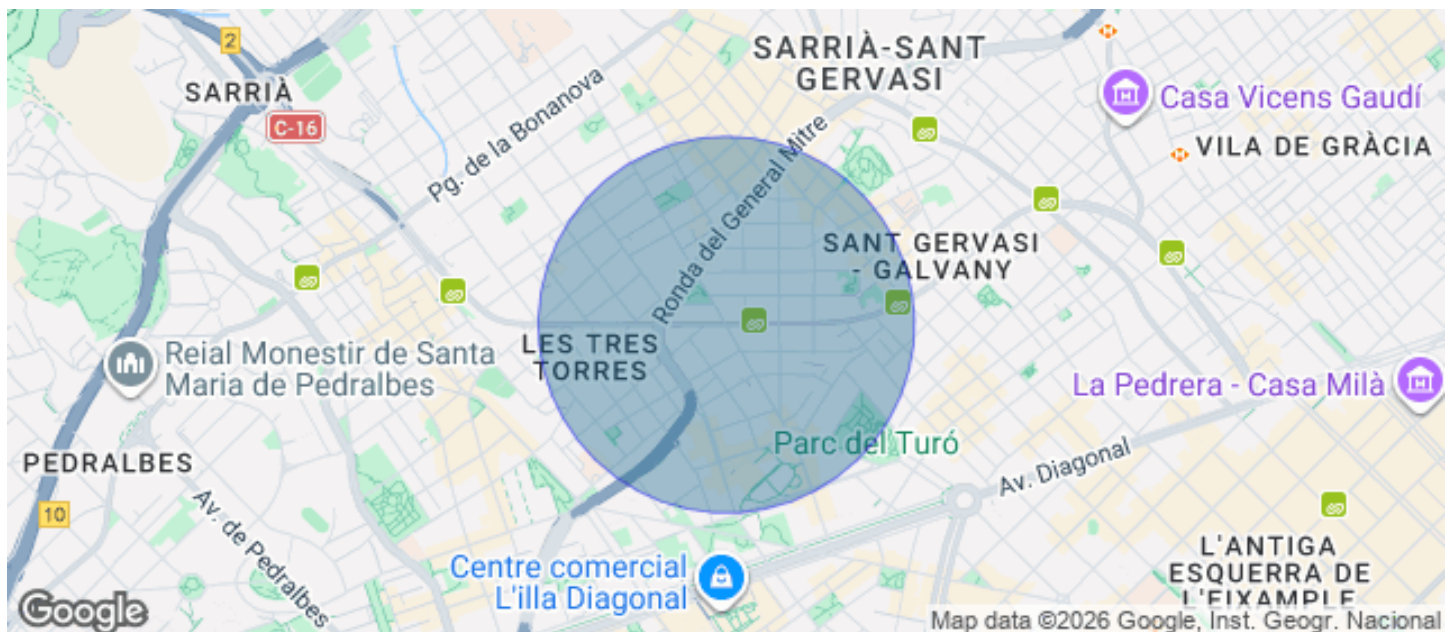 2
SARRIÀ-SANT
GERVASI
SARRIÀ
C-16
Pg. de la Bonanova
Casa Vicens Gaudí
VILA DE GRÀCIA
Ronda del General Mitre
SANT GERVASI
- GALVANY
LES TRES
TORRES
Reial Monestir de Santa
Maria de Pedralbes
La Pedrera - Casa Milà
Parc del Turó
PEDRALBES
Av. Diagonal
10
Av. de Pedralbes
Centre comercial
L'illa Diagonal
L'ANTIGA
ESQUERRA DE
L'EIXAMPLE
Google
Map data ©2026 Google, Inst. Geogr. Nacional